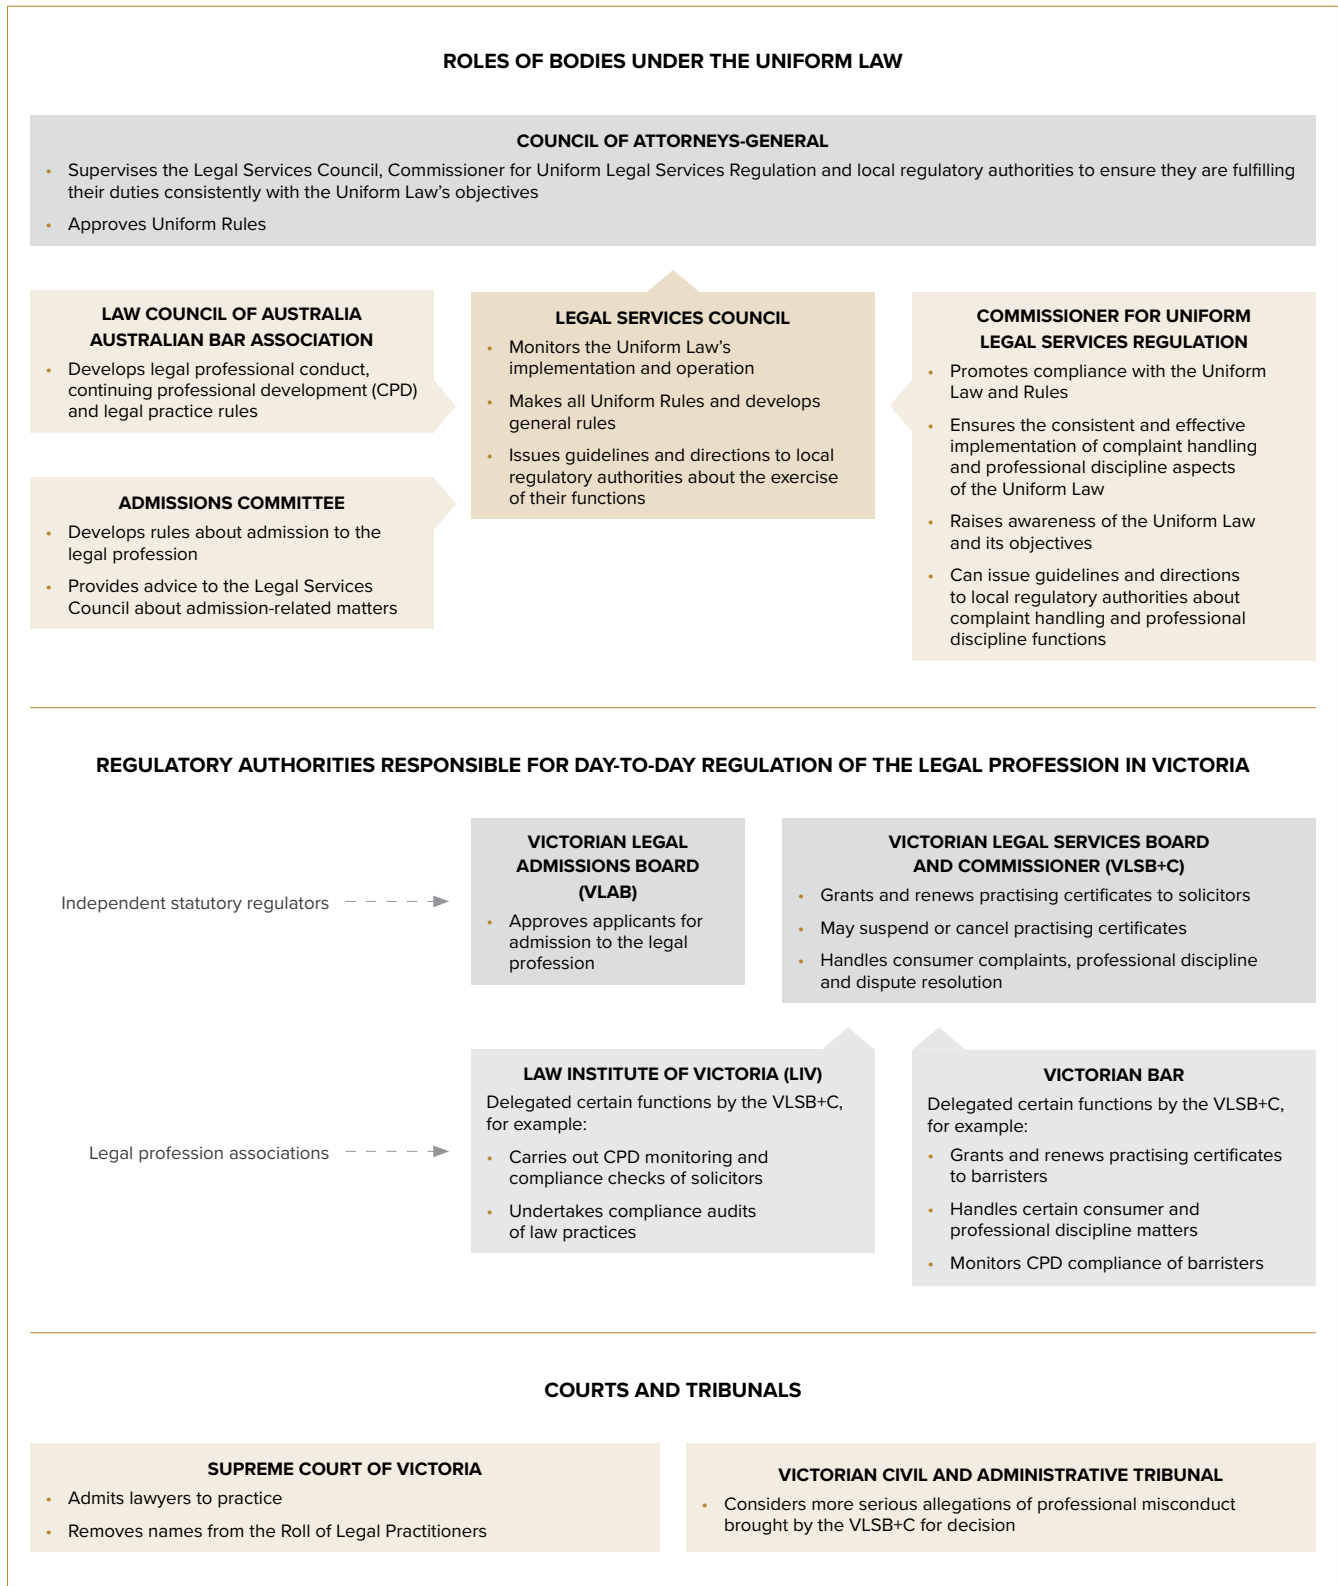 ROLES OF BODIES UNDER THE UNIFORM LAW
COUNCIL OF ATTORNEYS-GENERAL
• Supervises the Legal Services Council, Commissioner for Uniform Legal Services Regulation and local regulatory authorities to ensure they are fulfilling
their duties consistently with the Uniform Law's objectives
• Approves Uniform Rules
LAW COUNCIL OF AUSTRALIA
AUSTRALIAN BAR ASSOCIATION
• Develops legal professional conduct,
continuing professional development (CPD)
and legal practice rules
ADMISSIONS COMMITTEE
• Develops rules about admission to the
legal profession
• Provides advice to the Legal Services
Council about admission-related matters
LEGAL SERVICES COUNCIL
• Monitors the Uniform Law's
implementation and operation
• Makes all Uniform Rules and develops
general rules
• Issues guidelines and directions to local
regulatory authorities about the exercise
of their functions
COMMISSIONER FOR UNIFORM
LEGAL SERVICES REGULATION
• Promotes compliance with the Uniform
Law and Rules
• Ensures the consistent and effective
implementation of complaint handling
and professional discipline aspects
of the Uniform Law
• Raises awareness of the Uniform Law
and its objectives
• Can issue guidelines and directions
to local regulatory authorities about
complaint handling and professional
discipline functions
REGULATORY AUTHORITIES RESPONSIBLE FOR DAY-TO-DAY REGULATION OF THE LEGAL PROFESSION IN VICTORIA
Independent statutory regulators
VICTORIAN LEGAL
ADMISSIONS BOARD
(VLAB)
• Approves applicants for
admission to the legal
profession
VICTORIAN LEGAL SERVICES BOARD
AND COMMISSIONER (VLSB+C)
• Grants and renews practising certificates to solicitors
• May suspend or cancel practising certificates
• Handles consumer complaints, professional discipline
and dispute resolution
Legal profession associations
LAW INSTITUTE OF VICTORIA (LIV)
Delegated certain functions by the VLSB+C,
for example:
• Carries out CPD monitoring and
compliance checks of solicitors
• Undertakes compliance audits
of law practices
VICTORIAN BAR
Delegated certain functions by the VLSB+C,
for example:
• Grants and renews practising certificates
to barristers
• Handles certain consumer and
professional discipline matters
• Monitors CPD compliance of barristers
COURTS AND TRIBUNALS
SUPREME COURT OF VICTORIA
• Admits lawyers to practice
• Removes names from the Roll of Legal Practitioners
VICTORIAN CIVIL AND ADMINISTRATIVE TRIBUNAL
• Considers more serious allegations of professional misconduct
brought by the VLSB+C for decision